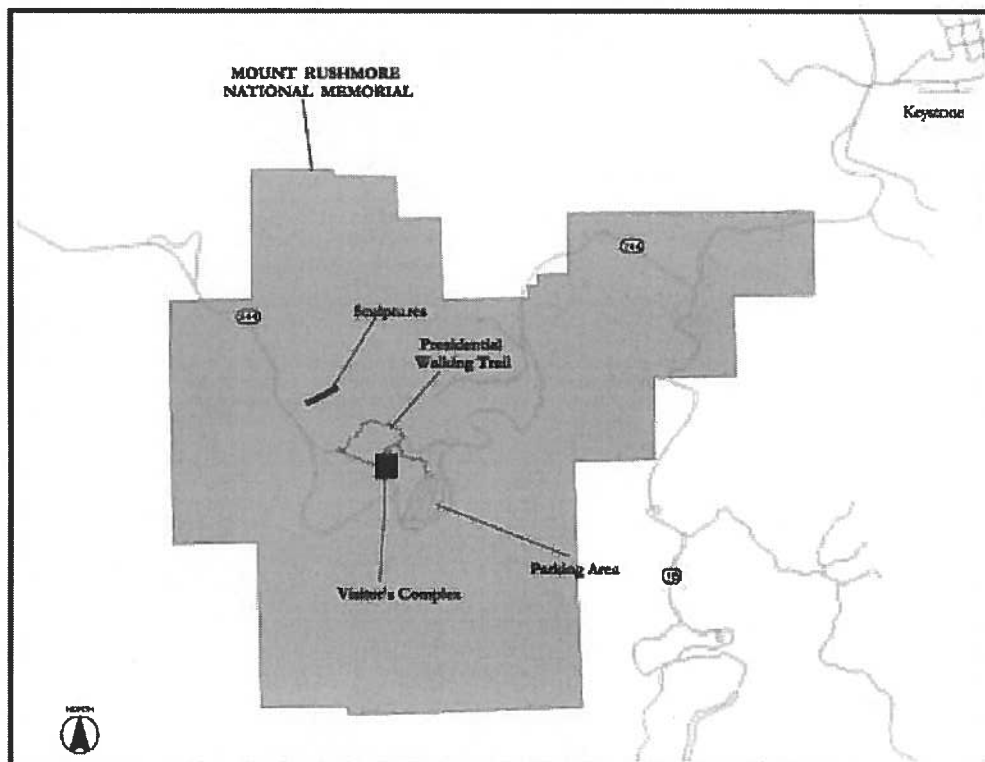 MOUNT RUSHMORE
NATIONAL MEMORIAL
Keystone
244
244
Sculptures
Presidential
Walking Trail
Parking Area
16
Visitor's Complex
NORTH